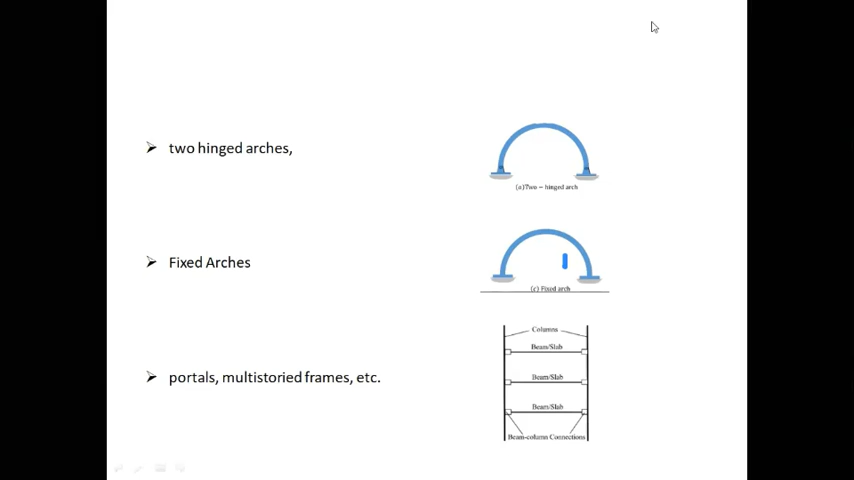 two hinged arches,
(a)Two - hinged arch
Fixed Arches
(c) Fixed arch
portals, multistoried frames, etc.
Columns
Beam/Slab
Beam/Slab
Beam/Slab
Beam-column Connections